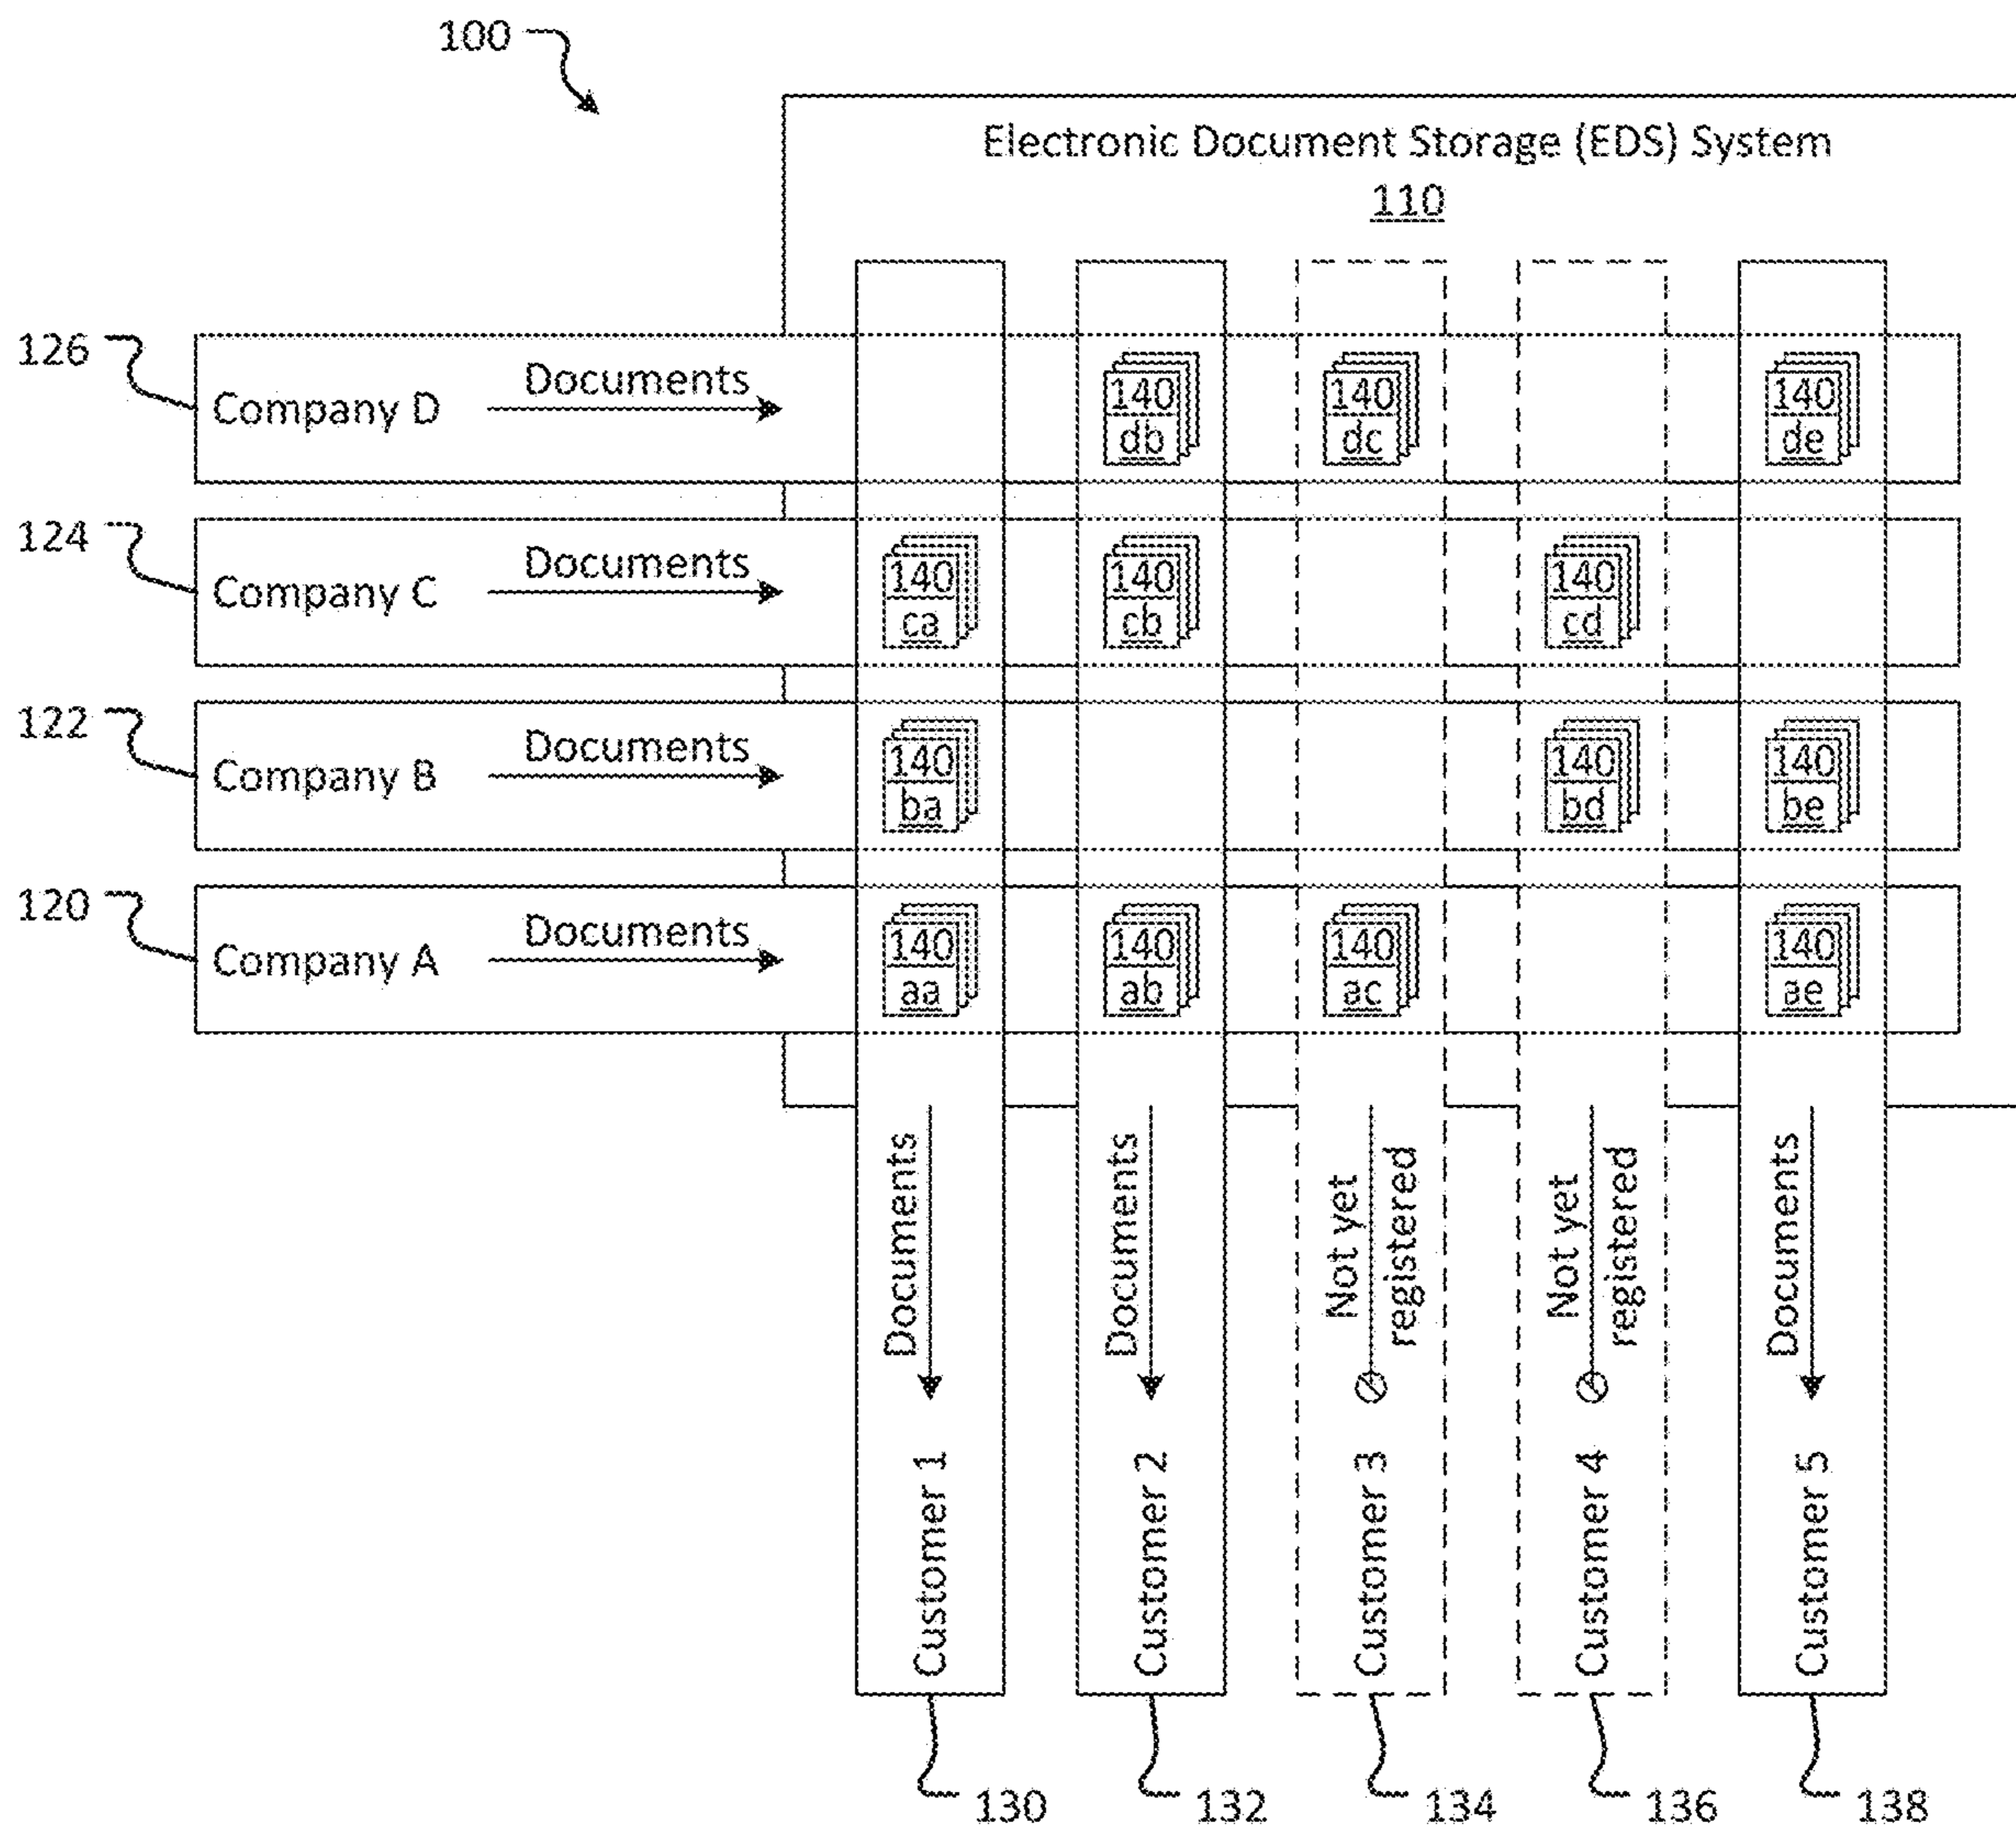 100
Electronic Document Storage (EDS) System
110
126
Company D
Documents
140
db
140
dc
140
de
124
Company C
Documents
140
ca
140
cb
140
cd
122
Company B
Documents
140
ba
140
bd
140
be
120
Company A
Documents
140
aa
140
ab
140
ac
140
ae
Documents
Documents
Not yet
registered
Not yet
registered
Documents
Customer 1
Customer 2
Customer 3
Customer 4
Customer 5
130
132
134
136
138